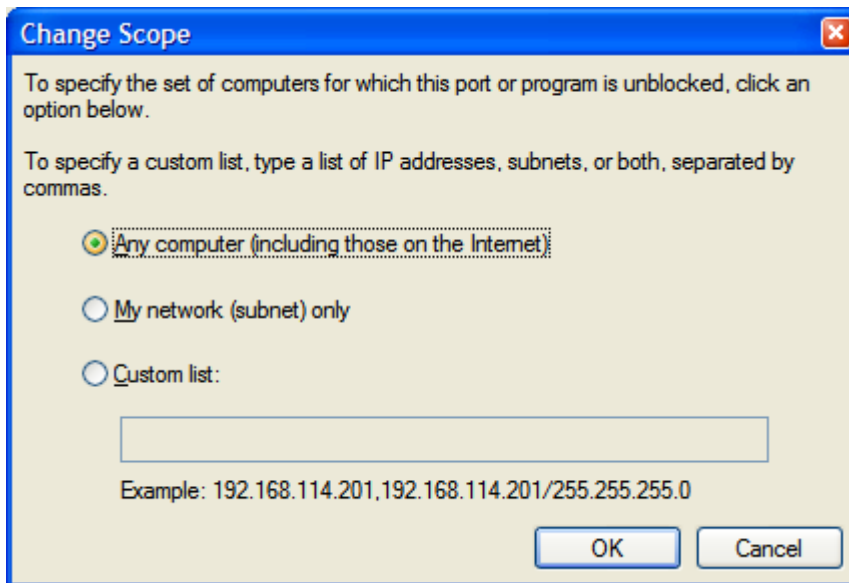 Change Scope
To specify the set of computers for which this port or program is unblocked, click an
option below.
To specify a custom list, type a list of IP addresses, subnets, or both, separated by
commas.
Any computer (including those on the Internet)
My network (subnet) only
Custom list:
Example: 192.168.114.201,192.168.114.201/255.255.255.0
OK Cancel